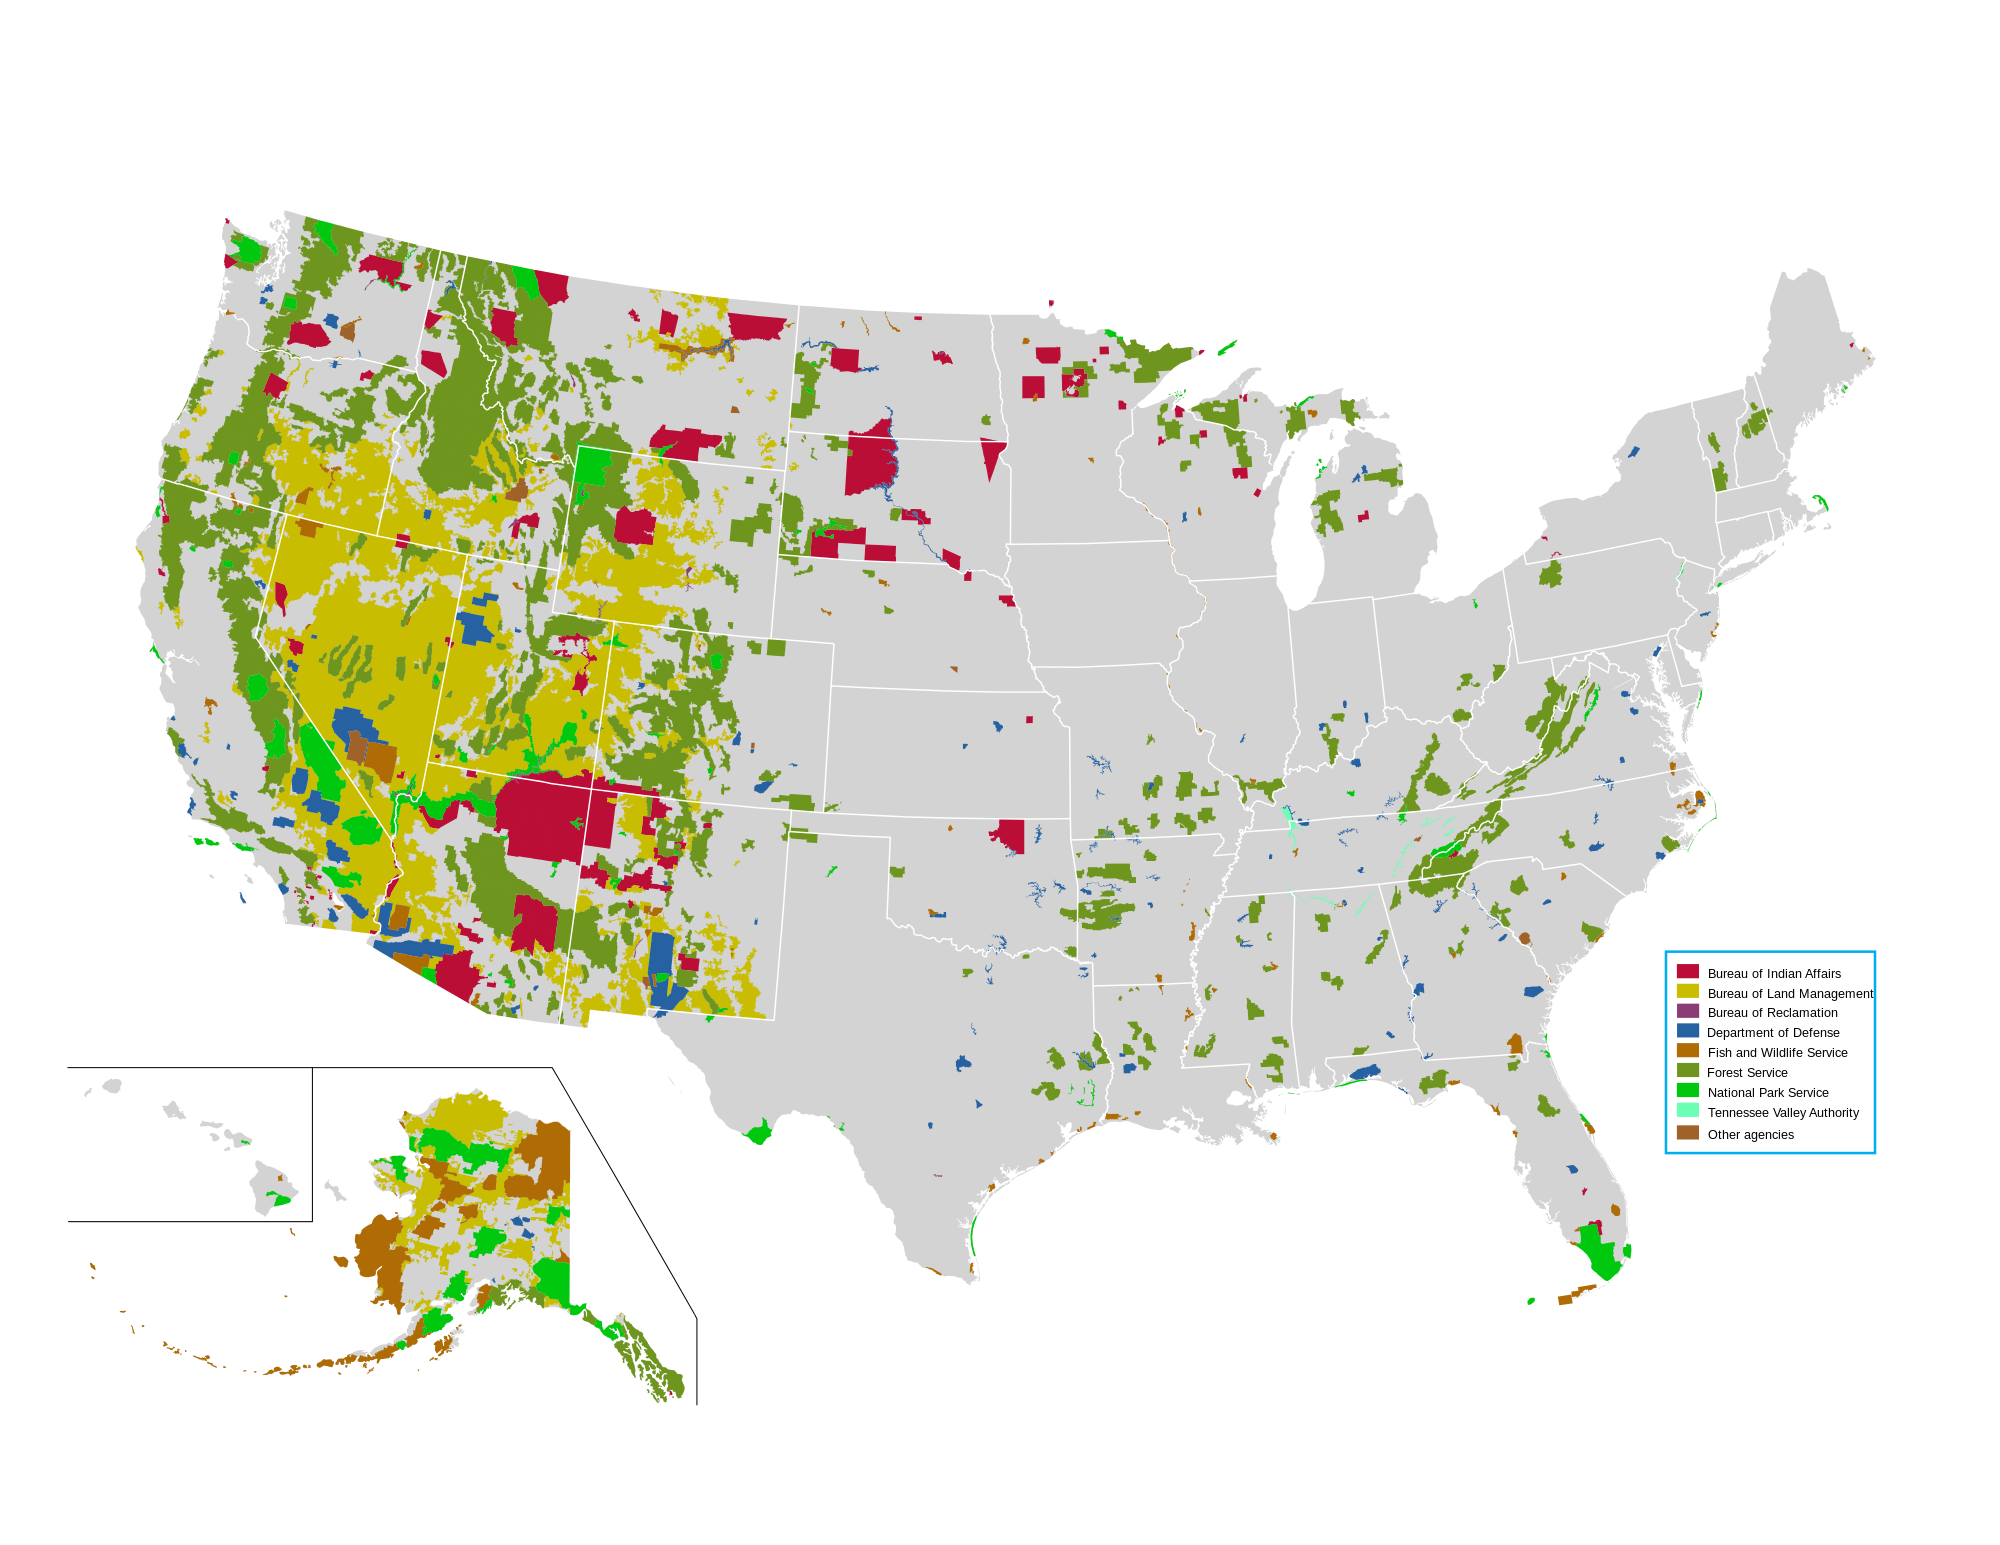 Bureau of Indian Affairs
Bureau of Land Management
Bureau of Reclamation
Department of Defense
Fish and Wildlife Service
Forest Service
National Park Service
Tennessee Valley Authority
Other agencies